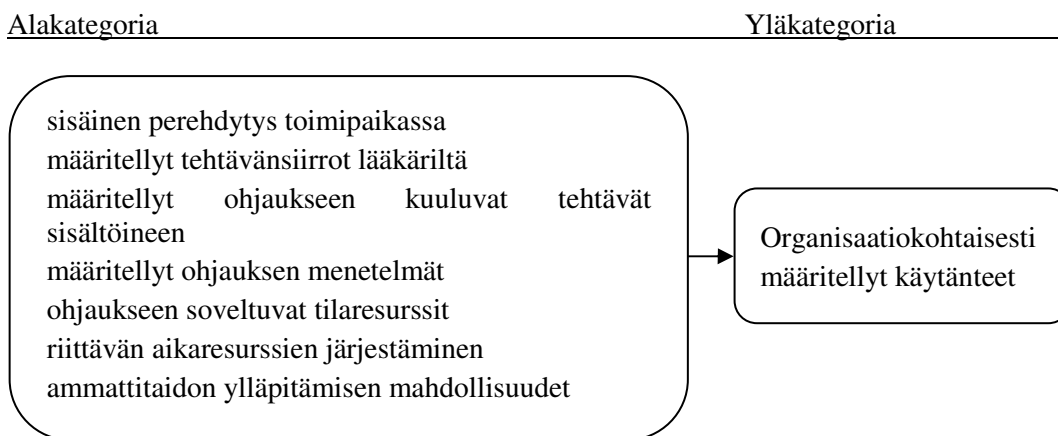 Alakategoria Yläkategoria
sisäinen perehdytys toimipaikassa
määritellyt tehtävänsiirrot lääkäriltä
määritellyt ohjaukseen kuuluvat tehtävät
sisältöineen
määritellyt ohjauksen menetelmät
ohjaukseen soveltuvat tilaresurssit
riittävän aikaresurssien järjestäminen
ammattitaidon ylläpitämisen mahdollisuudet
Organisaatiokohtaisesti
määritellyt käytänteet